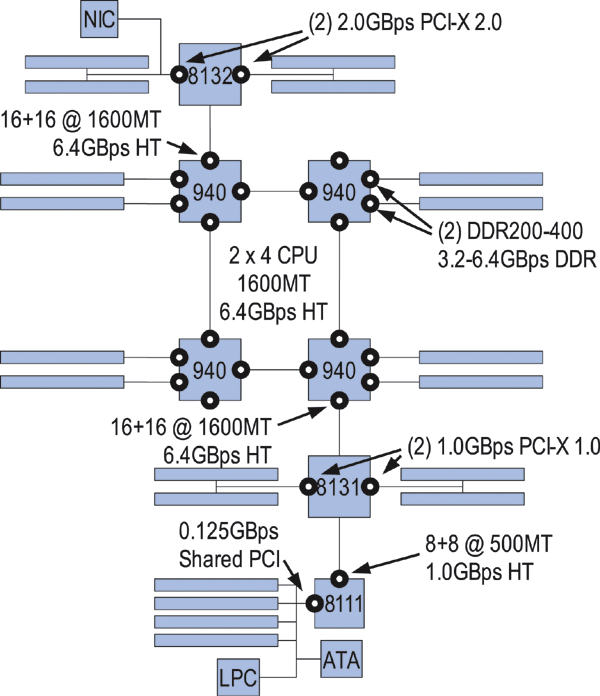 NIC
(2) 2.0GBps PCI-X 2.0
8132
16+16 @ 1600MT
6.4GBps HT
940
940
(2) DDR200-400
3.2-6.4GBps DDR
2 x 4 CPU
1600MT
6.4GBps HT
940
940
16+16 @ 1600MT
6.4GBps HT
(2) 1.0GBps PCI-X 1.0
8131
0.125GBps
Shared PCI
8+8 @ 500MT
1.0GBps HT
8111
LPC
ATA